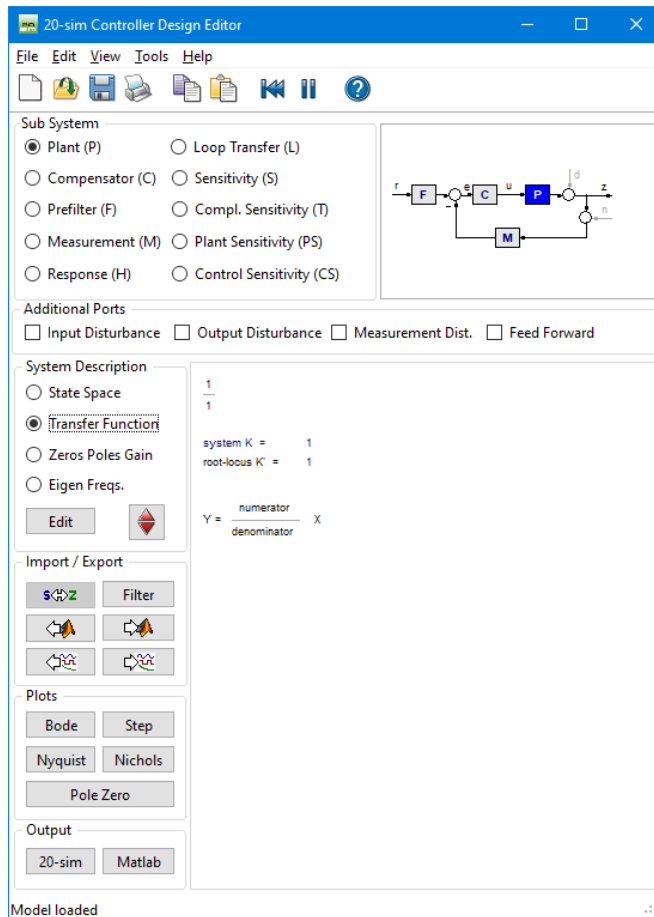 20-sim Controller Design Editor
File Edit View Tools Help
Sub System
Plant (P)
Loop Transfer (L)
Compensator (C)
Sensitivity (S)
Prefilter (F)
Compl. Sensitivity (T)
Measurement (M)
Plant Sensitivity (PS)
Response (H)
Control Sensitivity (CS)
r F e C u P d z
- n
M
Additional Ports
Input Disturbance Output Disturbance Measurement Dist. Feed Forward
System Description
State Space
Transfer Function
Zeros Poles Gain
Eigen Freqs.
Edit
1
1
system K = 1
root-locus K' = 1
Y = numerator X
denominator
Import / Export
S Z Filter
Plots
Bode Step
Nyquist Nichols
Pole Zero
Output
20-sim Matlab
Model loaded